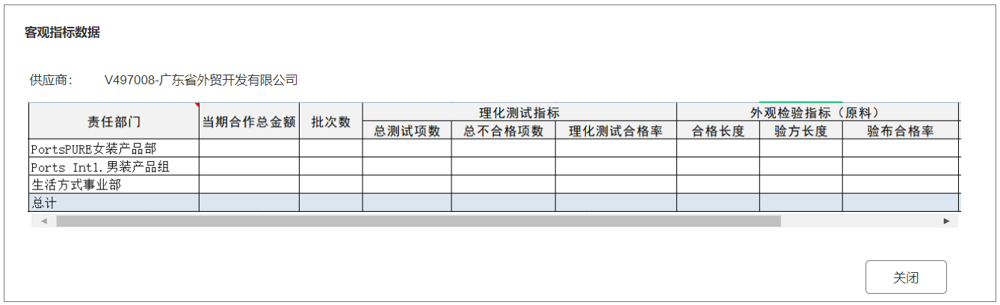 客观指标数据
供应商： V497008-广东省外贸开发有限公司
责任部门 当期合作总金额 批次数 理化测试指标 外观检验指标（原料）
总测试项数 总不合格项数 理化测试合格率 合格长度 验方长度 验布合格率
PortsPURE女装产品部
Ports Intl.男装产品组
生活方式事业部
总计
关闭